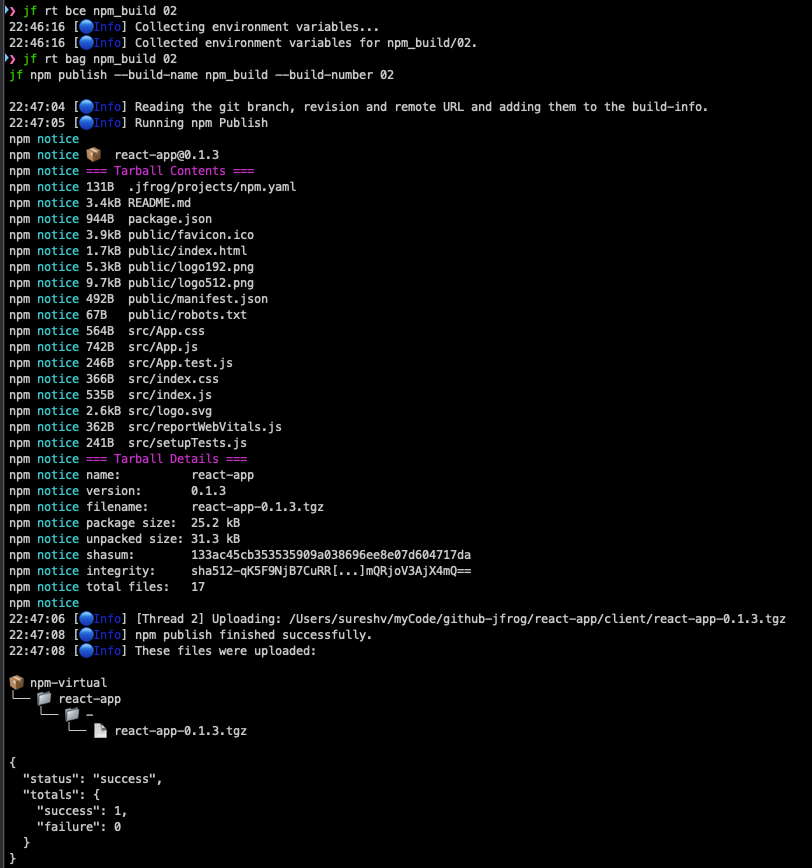 ❯ jf rt bce npm_build 02
22:46:16 [🔵Info] Collecting environment variables...
22:46:16 [🔵Info] Collected environment variables for npm_build/02.
❯ jf rt bag npm_build 02
jf npm publish --build-name npm_build --build-number 02
22:47:04 [🔵Info] Reading the git branch, revision and remote URL and adding them to the build-info.
22:47:05 [🔵Info] Running npm Publish
npm notice
npm notice 📦  react-app@0.1.3
npm notice === Tarball Contents ===
npm notice 131B  .jfrog/projects/npm.yaml
npm notice 3.4kB README.md
npm notice 944B  package.json
npm notice 3.9kB public/favicon.ico
npm notice 1.7kB public/index.html
npm notice 5.3kB public/logo192.png
npm notice 9.7kB public/logo512.png
npm notice 492B  public/manifest.json
npm notice 67B   public/robots.txt
npm notice 564B  src/App.css
npm notice 742B  src/App.js
npm notice 246B  src/App.test.js
npm notice 366B  src/index.css
npm notice 535B  src/index.js
npm notice 2.6kB src/logo.svg
npm notice 362B  src/reportWebVitals.js
npm notice 241B  src/setupTests.js
npm notice === Tarball Details ===
npm notice name:          react-app
npm notice version:       0.1.3
npm notice filename:      react-app-0.1.3.tgz
npm notice package size:  25.2 kB
npm notice unpacked size: 31.3 kB
npm notice shasum:        133ac45cb353535909a038696ee8e07d604717da
npm notice integrity:     sha512-qK5F9NjB7CuRR[...]mQRjoV3AjX4mQ==
npm notice total files:   17
npm notice
22:47:06 [🔵Info] [Thread 2] Uploading: /Users/sureshv/myCode/github-jfrog/react-app/client/react-app-0.1.3.tgz
22:47:08 [🔵Info] npm publish finished successfully.
22:47:08 [🔵Info] These files were uploaded:
📦 npm-virtual
└── 📁 react-app
    └── 📁 -
        └── 📄 react-app-0.1.3.tgz
{
  "status": "success",
  "totals": {
    "success": 1,
    "failure": 0
  }
}